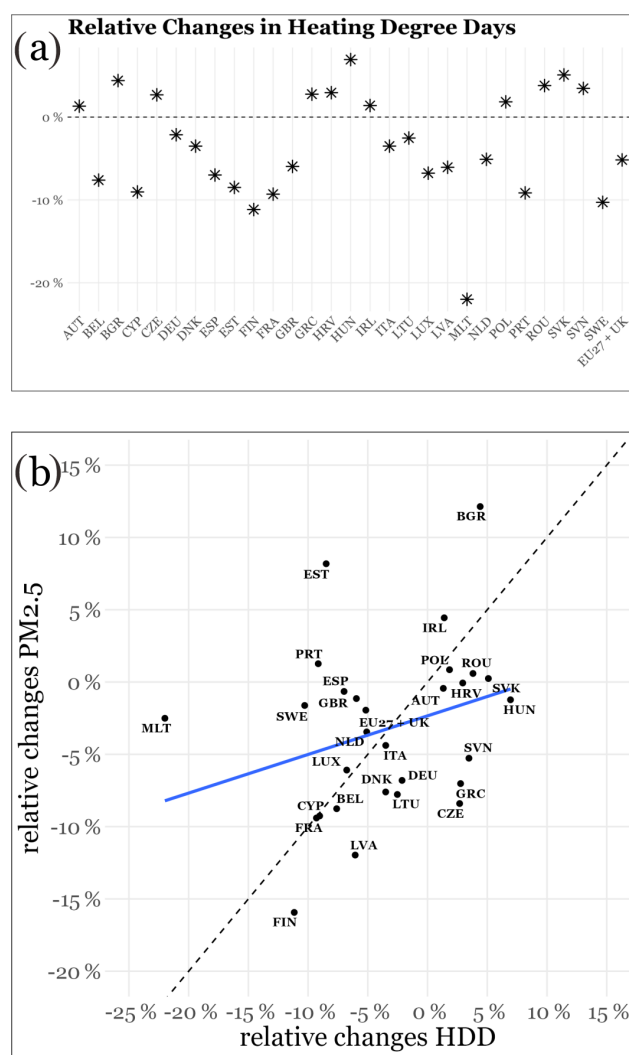 (a)
Relative Changes in Heating Degree Days
0 %
-10 %
-20 %
AUT BEL BGR CYP CZE DEU DNK ESP EST FIN FRA GBR GRC HRV HUN IRL ITA LTU LUX LVA MLT NLD POL PRT ROU SVK SVN SWE EU27 + UK
(b)
relative changes PM2.5
15 %
10 %
BGR
EST
5 %
IRL
PRT POL ROU
ESP
0 %
SVK
GBR AUT HRV
SWE HUN
EU27 + UK
MLT
NLD
SVN
-5 %
LUX ITA
DNK DEU
CYP BEL LTU GRC
CZE
FRA
-10 %
LVA
-15 %
FIN
-20 %
-25 % -20 % -15 % -10 % -5 % 0 % 5 % 10 % 15 %
relative changes HDD